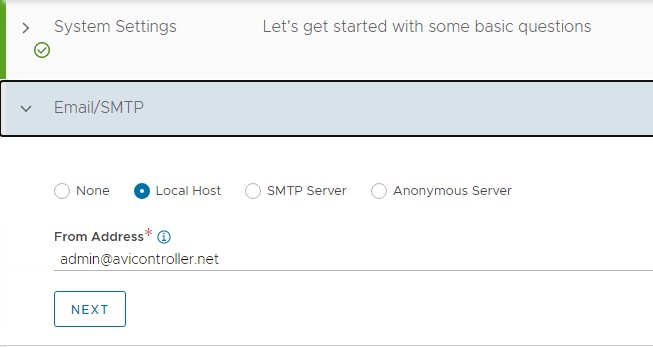 System Settings Let's get started with some basic questions
Email/SMTP
None Local Host SMTP Server Anonymous Server
From Address*
admin@avicontroller.net
NEXT